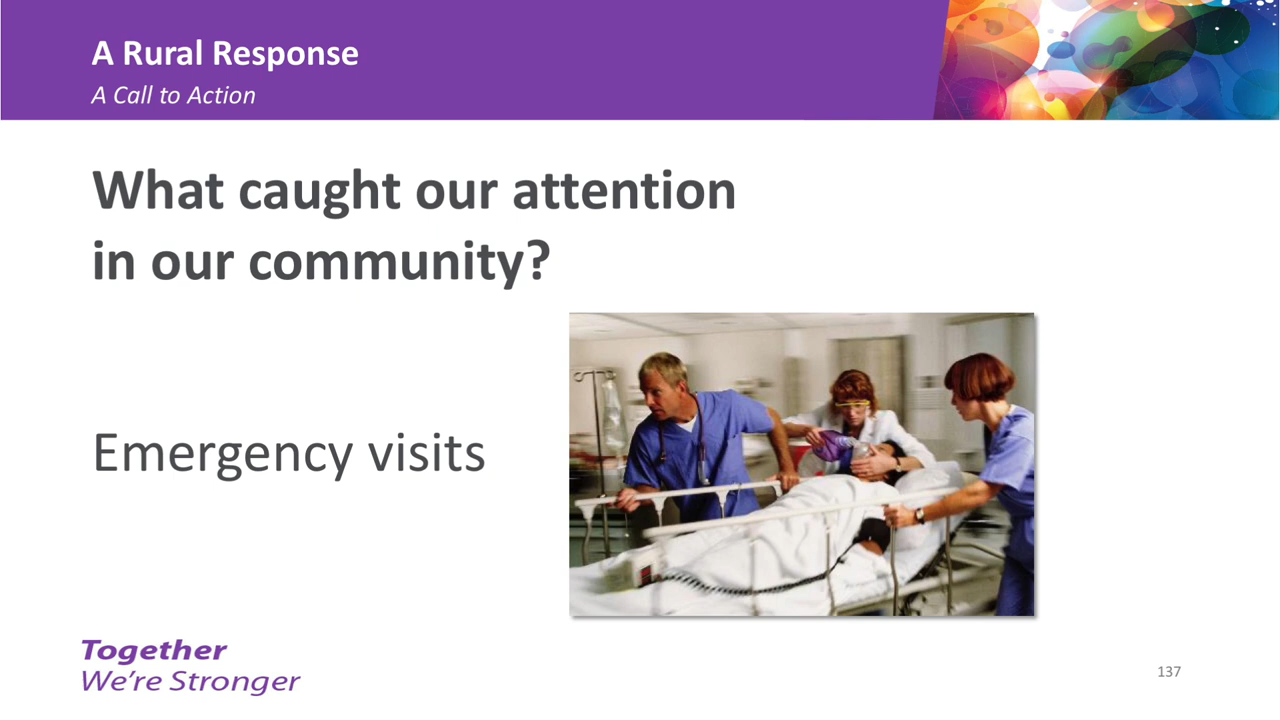 A Rural Response
A Call to Action
What caught our attention
in our community?
Emergency visits
Together
We're Stronger
137